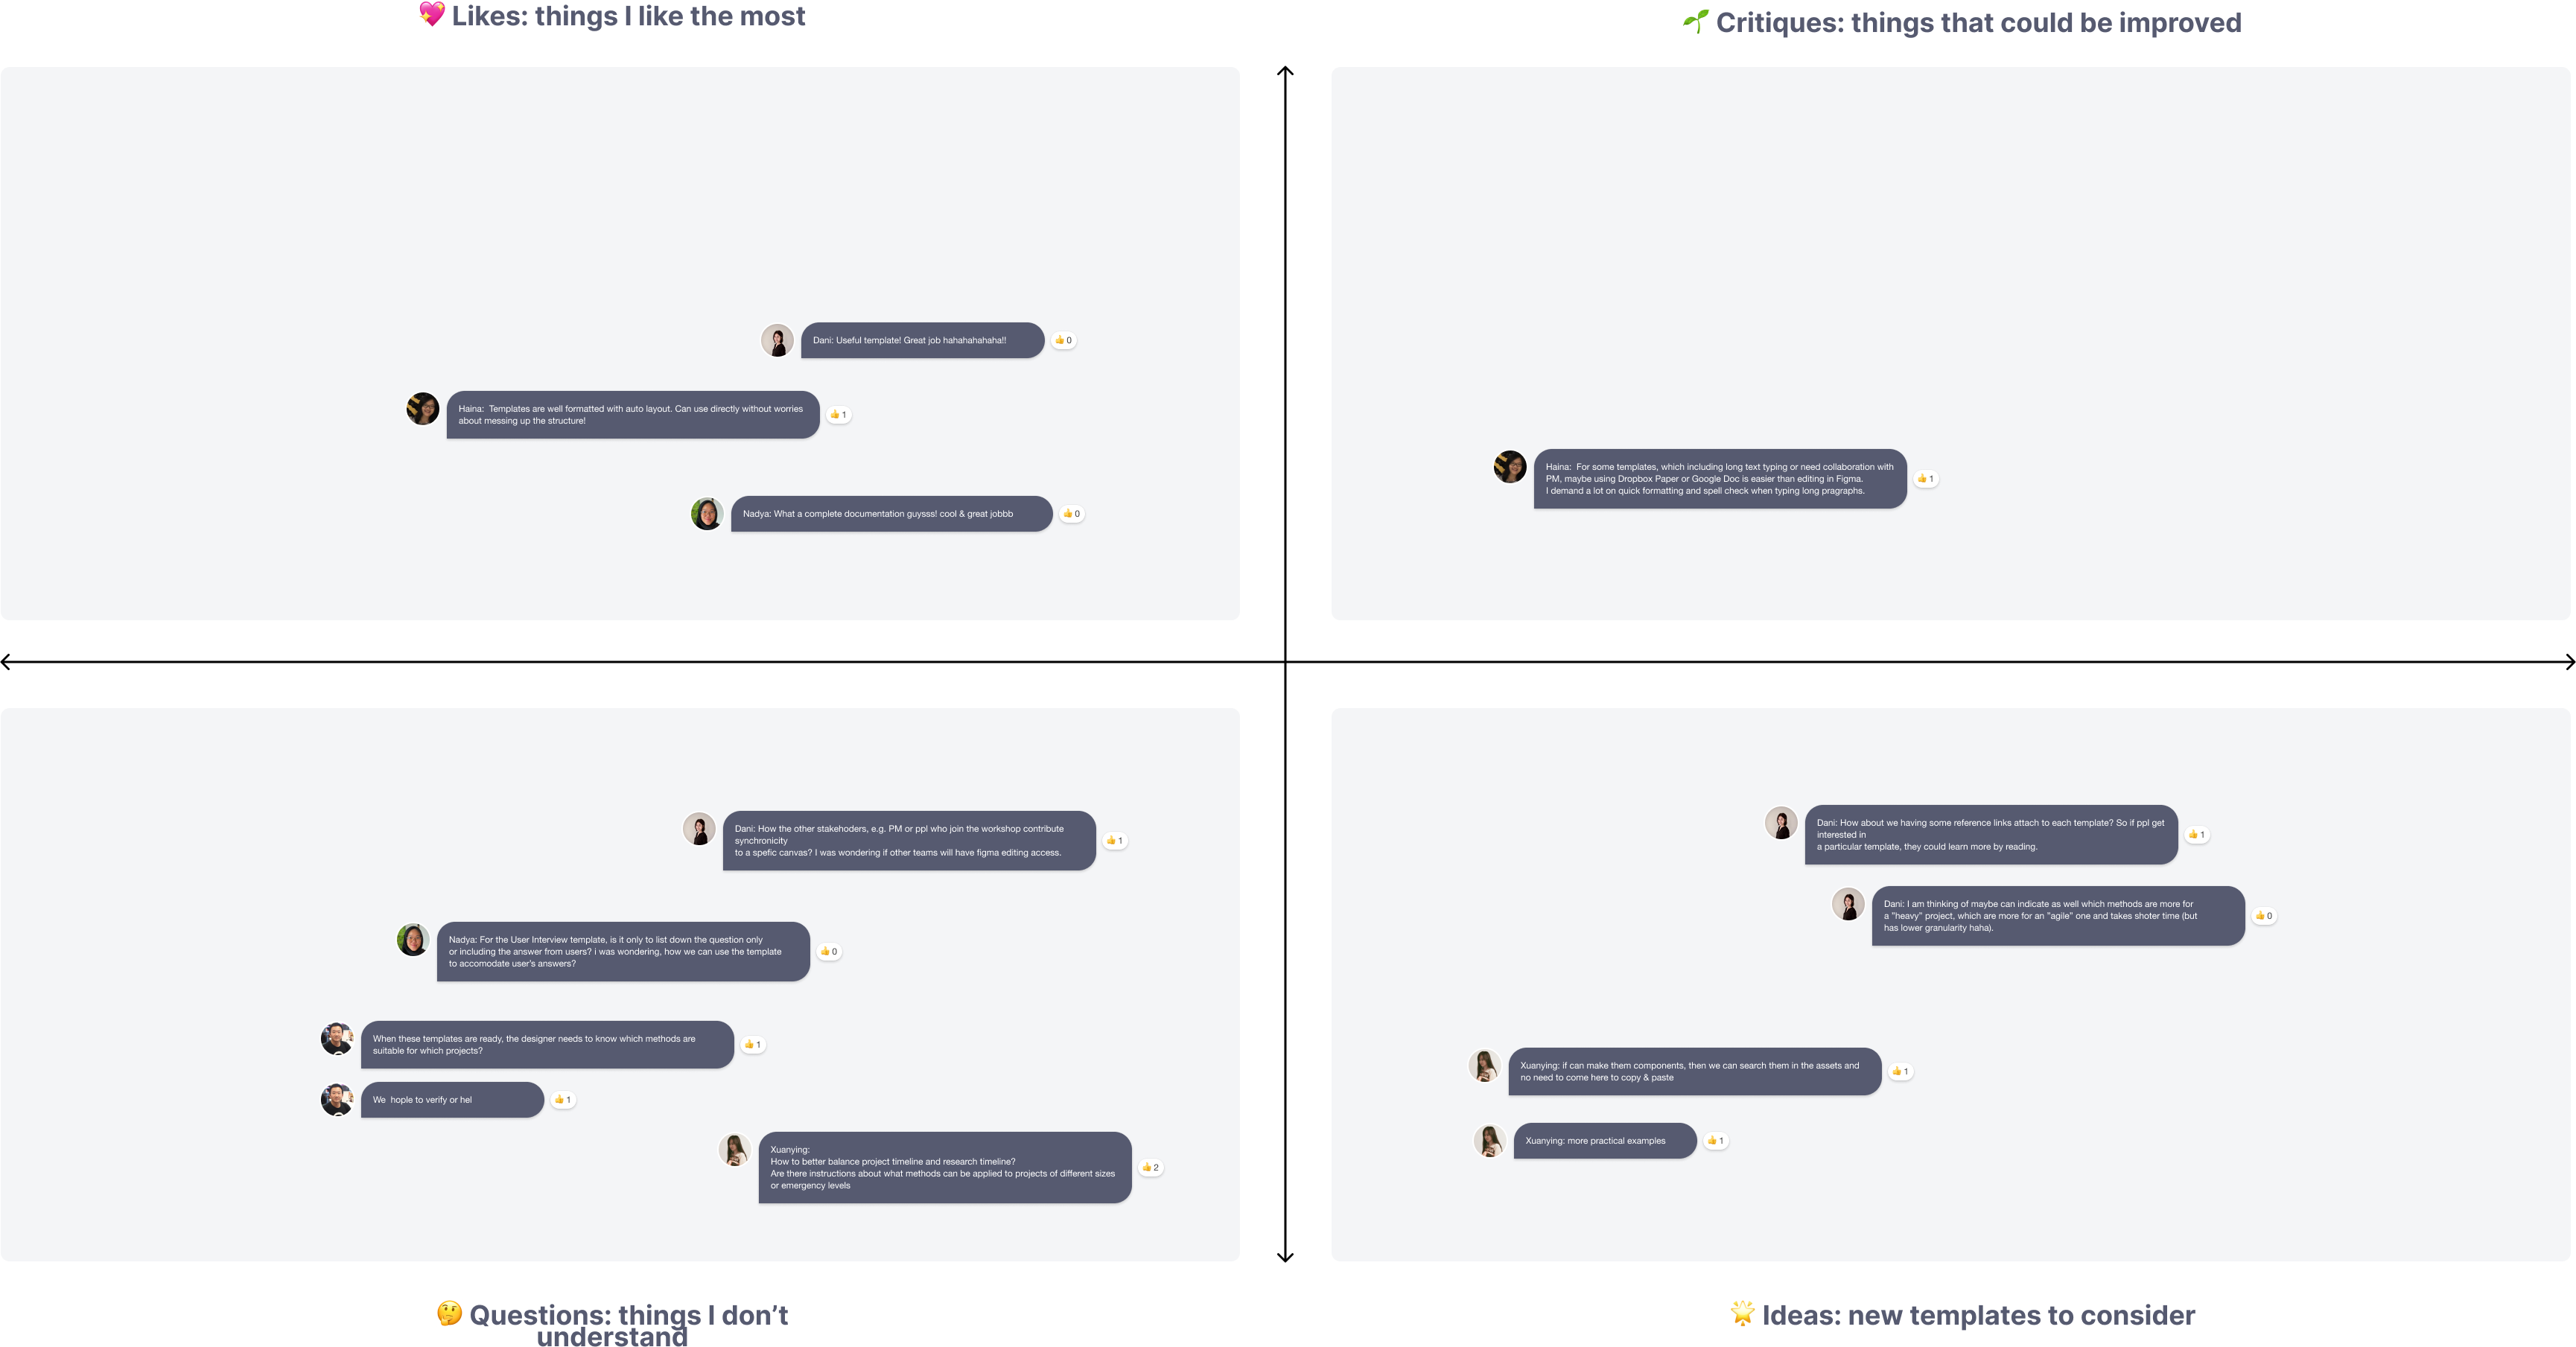 💖 Likes: things I like the most
🌱 Critiques: things that could be improved
Dani: Useful template! Great job hahahahahaha!!
👍 0
Haina:  Templates are well formatted with auto layout. Can use directly without worries
about messing up the structure!
👍 1
Nadya: What a complete documentation guysss! cool & great jobbb
👍 0
Haina:  For some templates, which including long text typing or need collaboration with
PM, maybe using Dropbox Paper or Google Doc is easier than editing in Figma.
I demand a lot on quick formatting and spell check when typing long pragraphs.
👍 1
Dani: How the other stakehoders, e.g. PM or ppl who join the workshop contribute
synchronicity
to a spefic canvas? I was wondering if other teams will have figma editing access.
👍 1
Nadya: For the User Interview template, is it only to list down the question only
or including the answer from users? i was wondering, how we can use the template
to accomodate user's answers?
👍 0
When these templates are ready, the designer needs to know which methods are
suitable for which projects?
👍 1
We  hople to verify or hel
👍 1
Xuanying:
How to better balance project timeline and research timeline?
Are there instructions about what methods can be applied to projects of different sizes
or emergency levels
👍 2
Dani: How about we having some reference links attach to each template? So if ppl get
interested in
a particular template, they could learn more by reading.
👍 1
Dani: I am thinking of maybe can indicate as well which methods are more for
a "heavy" project, which are more for an "agile" one and takes shoter time (but
has lower granularity haha).
👍 0
Xuanying: if can make them components, then we can search them in the assets and
no need to come here to copy & paste
👍 1
Xuanying: more practical examples
👍 1
🤔 Questions: things I don’t
understand
🌟 Ideas: new templates to consider